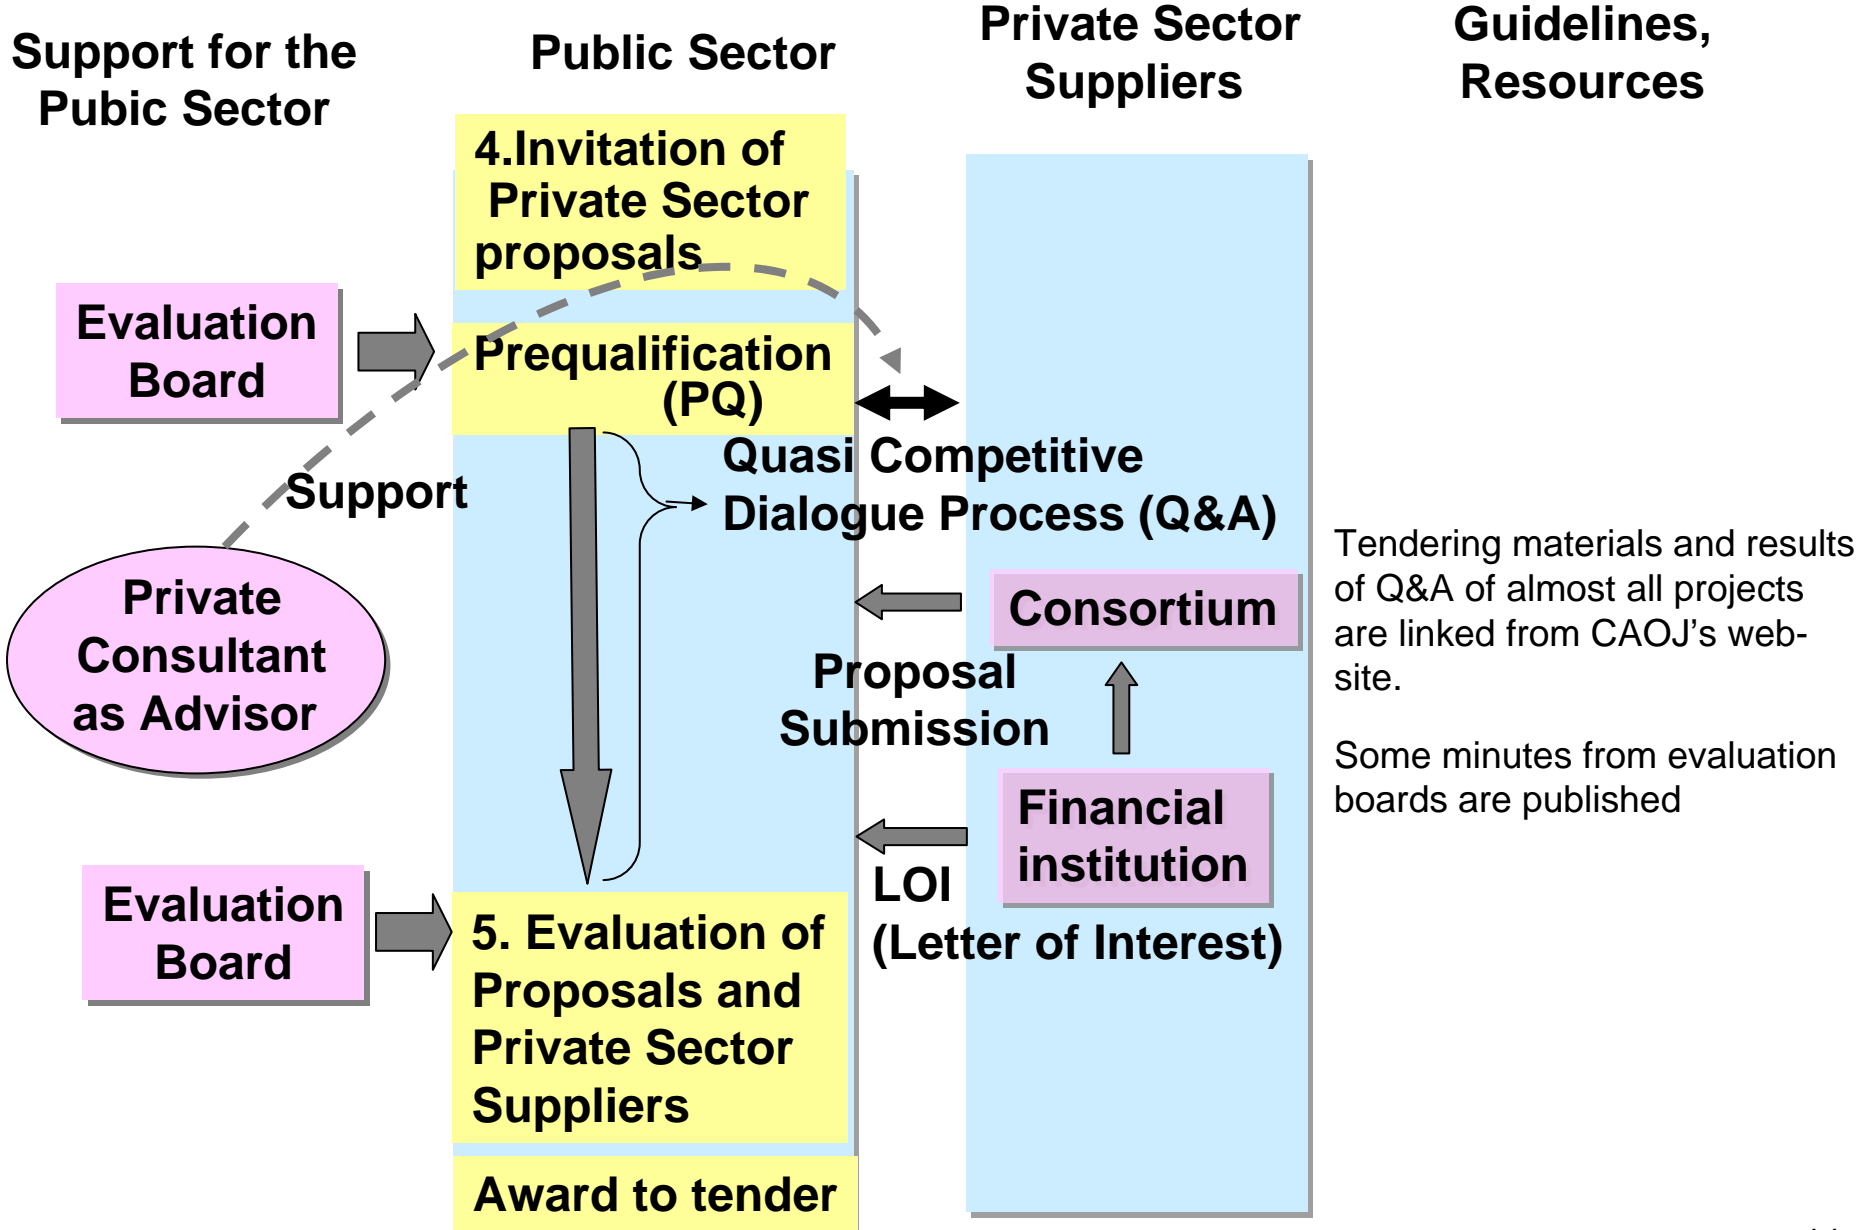 Support for the
Pubic Sector
Public Sector
Private Sector
Suppliers
Guidelines,
Resources
4.Invitation of
Private Sector
proposals
Evaluation
Board
Prequalification
(PQ)
Quasi Competitive
Dialogue Process (Q&A)
Support
Private
Consultant
as Advisor
Consortium
Proposal
Submission
Financial
institution
LOI
(Letter of Interest)
Tendering materials and results
of Q&A of almost all projects
are linked from CAOJ’s web-
site.
Some minutes from evaluation
boards are published
Evaluation
Board
5. Evaluation of
Proposals and
Private Sector
Suppliers
Award to tender